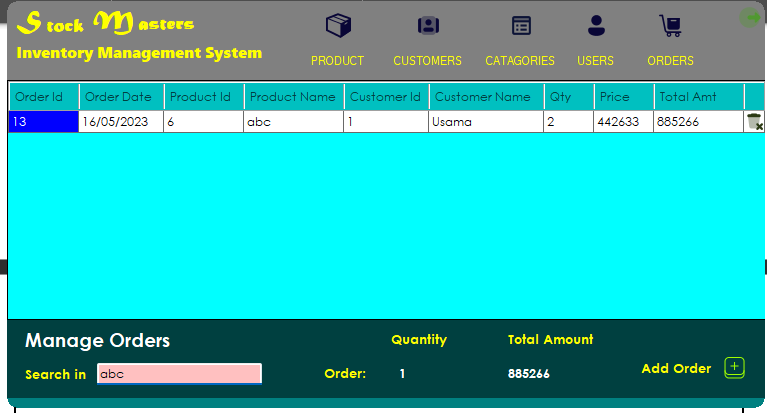 Stock Masters
Inventory Management System
PRODUCT CUSTOMERS CATAGORIES USERS ORDERS
Order Id Order Date Product Id Product Name Customer Id Customer Name Qty Price Total Amt
13 16/05/2023 6 abc 1 Usama 2 442633 885266
Manage Orders Quantity Total Amount
Search in abc Order: 1 885266 Add Order